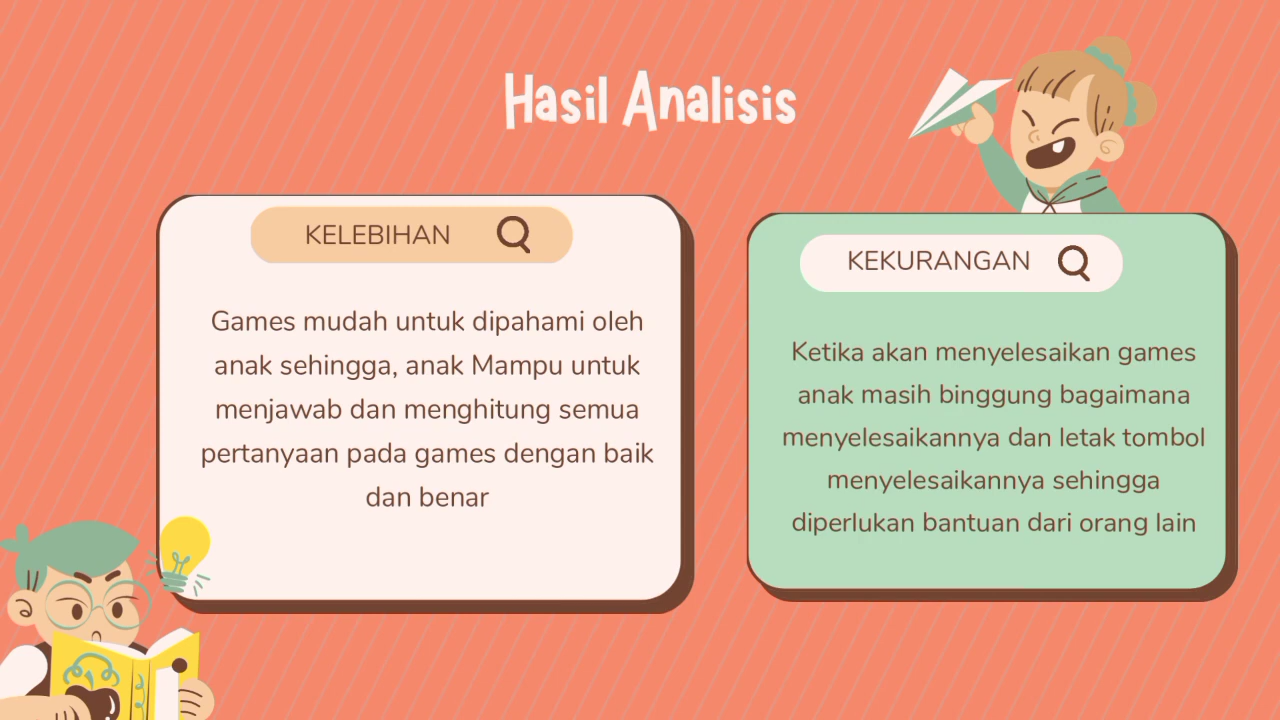 Hasil Analisis
KELEBIHAN
Games mudah untuk dipahami oleh
anak sehingga, anak Mampu untuk
menjawab dan menghitung semua
pertanyaan pada games dengan baik
dan benar
KEKURANGAN
Ketika akan menyelesaikan games
anak masih binggung bagaimana
menyelesaikannya dan letak tombol
menyelesaikannya sehingga
diperlukan bantuan dari orang lain